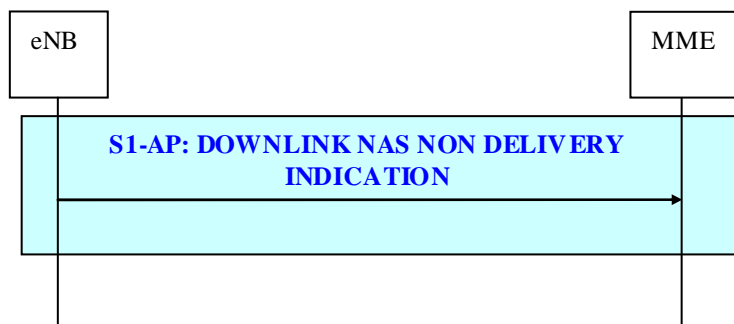 eNB
MME
S1-AP: DOWNLINK NAS NON DELIVERY
INDICATION